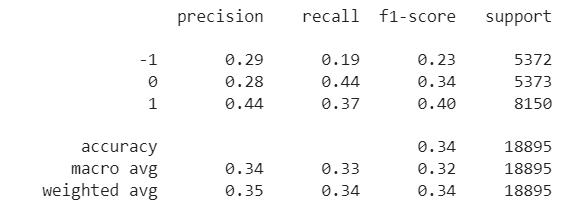 precision recall f1-score support
-1 0.29 0.19 0.23 5372
0 0.28 0.44 0.34 5373
1 0.44 0.37 0.40 8150
accuracy 0.34 18895
macro avg 0.34 0.33 0.32 18895
weighted avg 0.35 0.34 0.34 18895